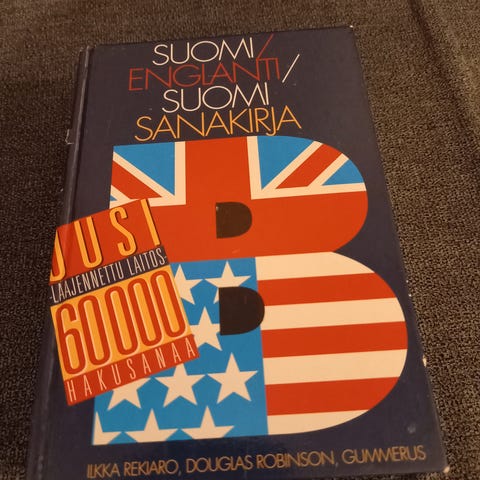 SUOMI/
ENGLANTI/
SUOMI
SANAKIRJA
B
UUSI
-LAAJENNETTU LAITOS-
60000
HAKUSANAA
ILKKA REKIARO, DOUGLAS ROBINSON, GUMMERUS